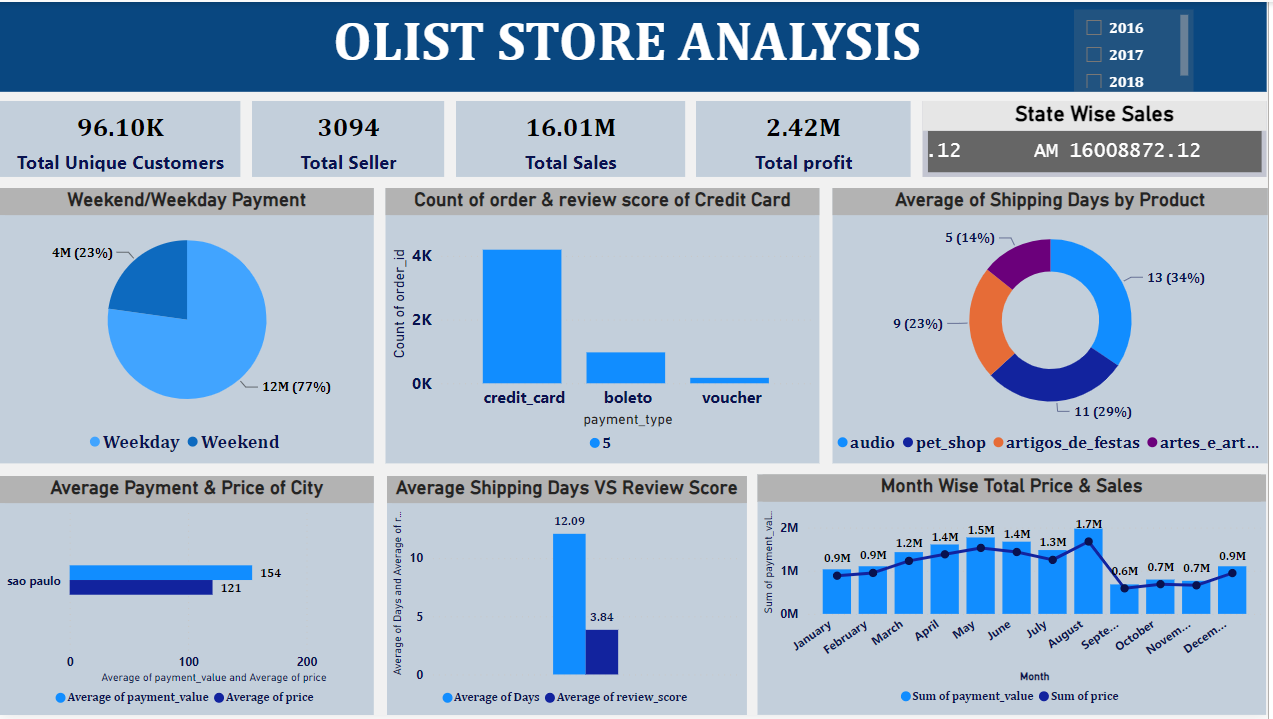 OLIST STORE ANALYSIS
2016
2017
2018
96.10K
Total Unique Customers
3094
Total Seller
16.01M
Total Sales
2.42M
Total profit
State Wise Sales
.12 AM 16008872.12
Weekend/Weekday Payment
4M (23%)
12M (77%)
Weekday Weekend
Count of order & review score of Credit Card
Count of order_id
4K
2K
0K
credit_card boleto voucher
payment_type
5
Average of Shipping Days by Product
5 (14%)
13 (34%)
9 (23%)
11 (29%)
audio pet_shop artigos_de_festas artes_e_art...
Average Payment & Price of City
sao paulo
154
121
0 100 200
Average of payment_value and Average of price
Average of payment_value Average of price
Average Shipping Days VS Review Score
Average of Days and Average of r...
12.09
10
3.84
5
0
Average of Days Average of review_score
Month Wise Total Price & Sales
Sum of payment_val...
2M
1M
0M
0.9M 0.9M 1.2M 1.4M 1.5M 1.4M 1.3M 1.7M 0.6M 0.7M 0.7M 0.9M
January February March April May June July August Septe... October Novem... Decem...
Month
Sum of payment_value Sum of price